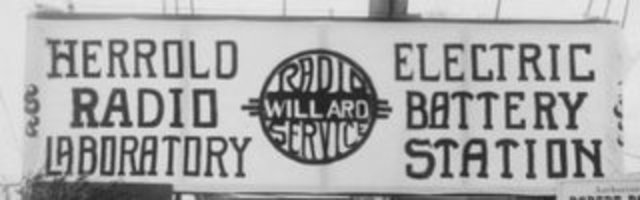 HERROLD
RADIO
LABORATORY
RADIO
WILLARD
SERVICE
ELECTRIC
BATTERY
STATION